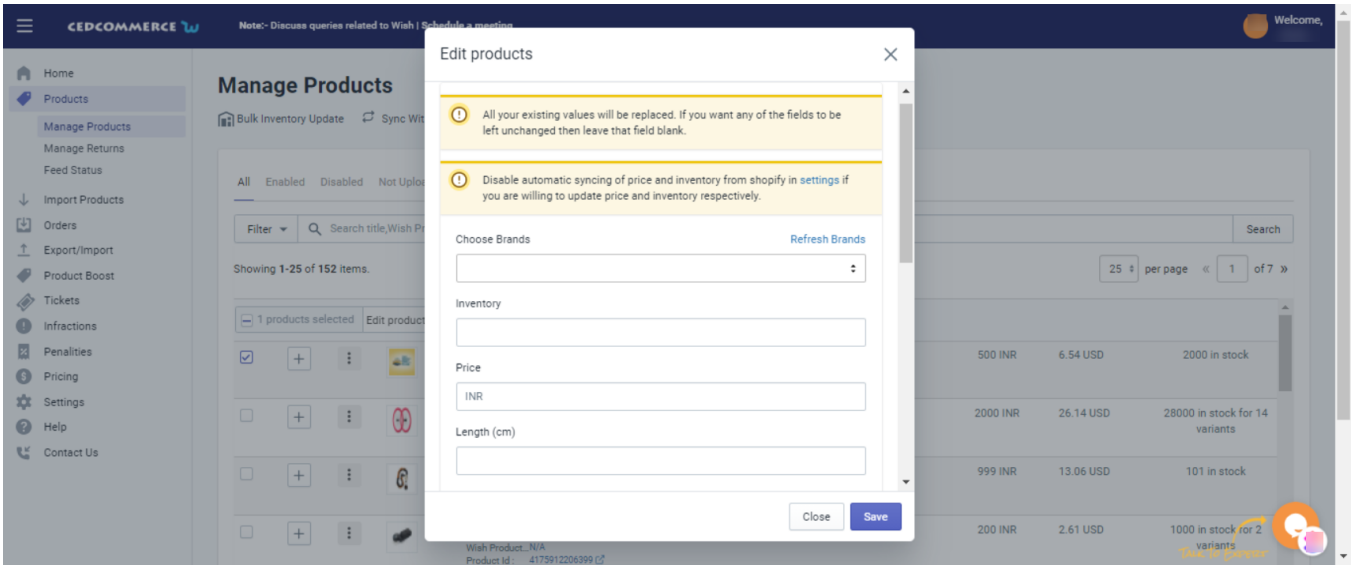 CEDCOMMERCE
Note:- Discuss queries related to Wish | Schedule a meeting
Welcome,
Home
Products
Manage Products
Manage Returns
Feed Status
Import Products
Orders
Export/Import
Product Boost
Tickets
Infractions
Penalities
Pricing
Settings
Help
Contact Us
Manage Products
Bulk Inventory Update
Sync Wit
All Enabled Disabled Not Uplo
Filter
Search title,Wish Pr
Search
Showing 1-25 of 152 items.
25 per page « 1 of 7 »
1 products selected
Edit product
500 INR 6.54 USD 2000 in stock
2000 INR 26.14 USD 28000 in stock for 14
variants
999 INR 13.06 USD 101 in stock
200 INR 2.61 USD 1000 in stock for 2
variants
Wish Product...N/A
Product Id : 4175912206399
Edit products
All your existing values will be replaced. If you want any of the fields to be
left unchanged then leave that field blank.
Disable automatic syncing of price and inventory from shopify in settings if
you are willing to update price and inventory respectively.
Choose Brands
Refresh Brands
Inventory
Price
INR
Length (cm)
Close
Save
Talk To Expert